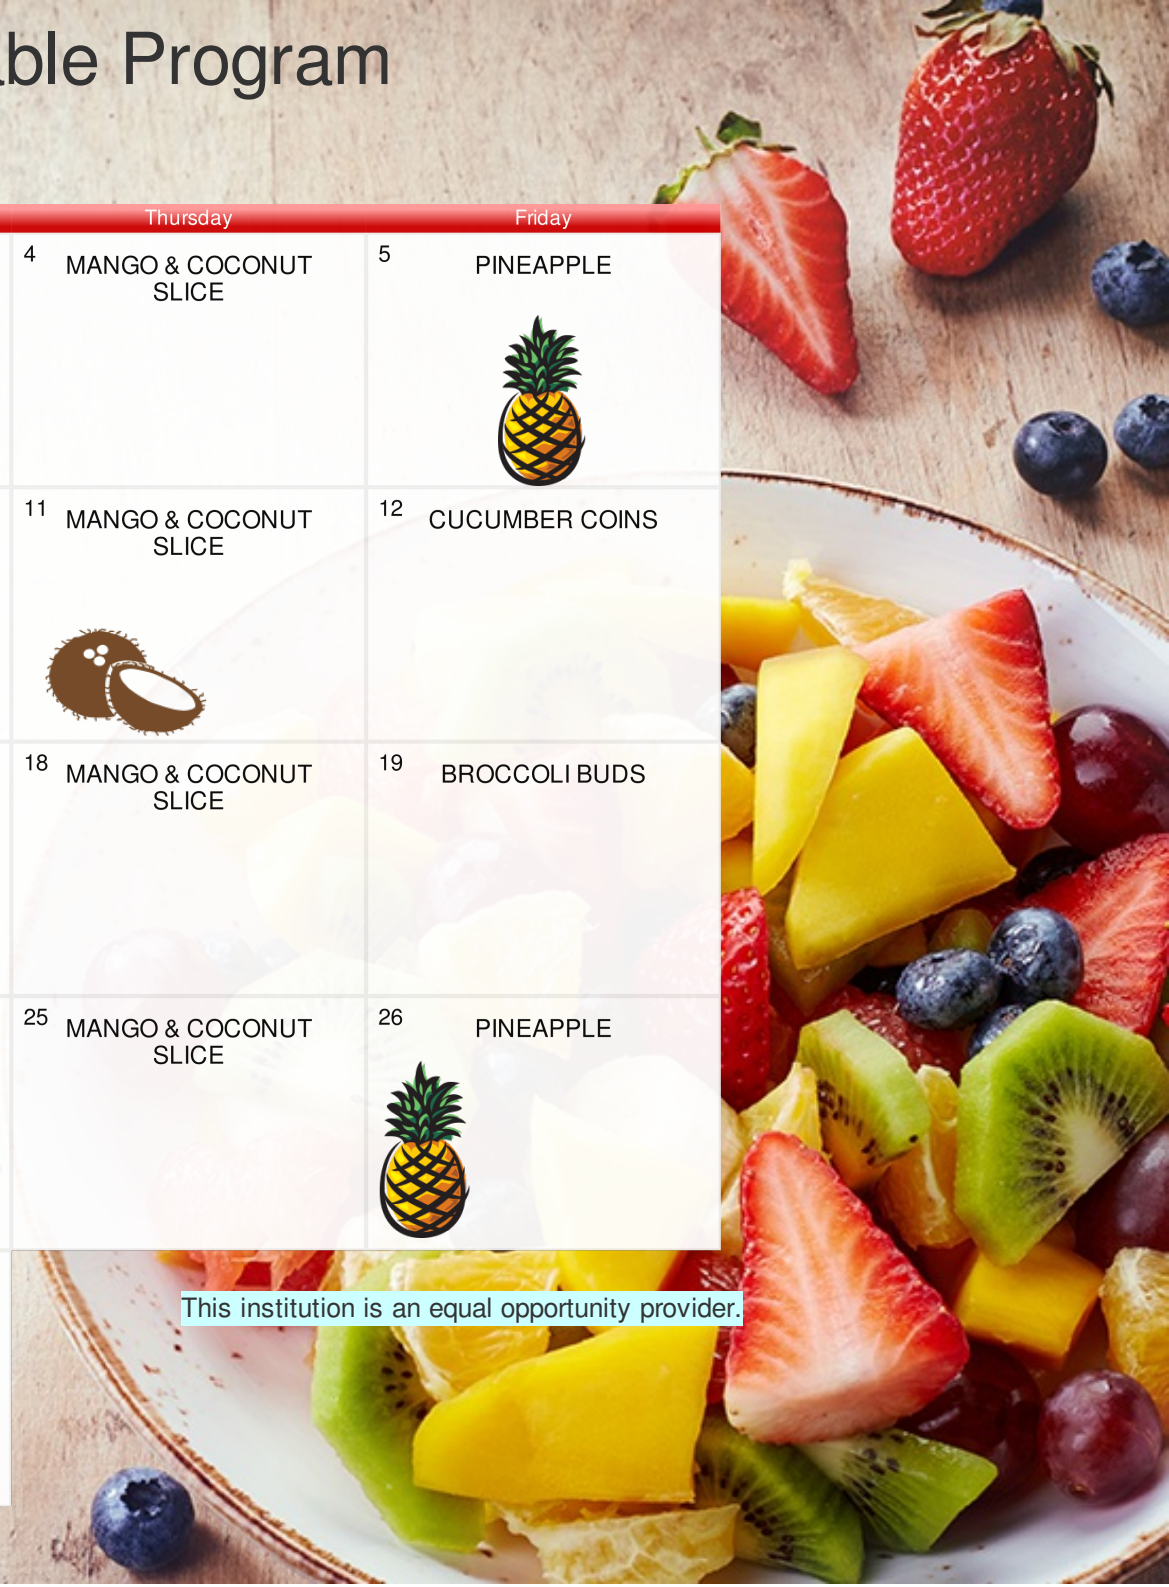 ble Program
Thursday
Friday
4
MANGO & COCONUT
SLICE
5
PINEAPPLE
11
MANGO & COCONUT
SLICE
12
CUCUMBER COINS
18
MANGO & COCONUT
SLICE
19
BROCCOLI BUDS
25
MANGO & COCONUT
SLICE
26
PINEAPPLE
This institution is an equal opportunity provider.